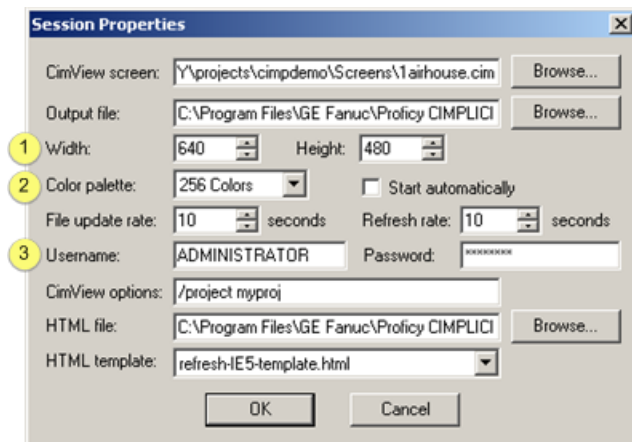 Session Properties
CimView screen: Y\projects\cimpdemo\Screens\1airhouse.cim Browse...
Output file: C:\Program Files\GE Fanuc\Proficy CIMPLICI Browse...
1 Width: 640 Height: 480
2 Color palette: 256 Colors Start automatically
File update rate: 10 seconds Refresh rate: 10 seconds
3 Username: ADMINISTRATOR Password: ********
CimView options: /project myproj
HTML file: C:\Program Files\GE Fanuc\Proficy CIMPLICI Browse...
HTML template: refresh-IE5-template.html
OK Cancel